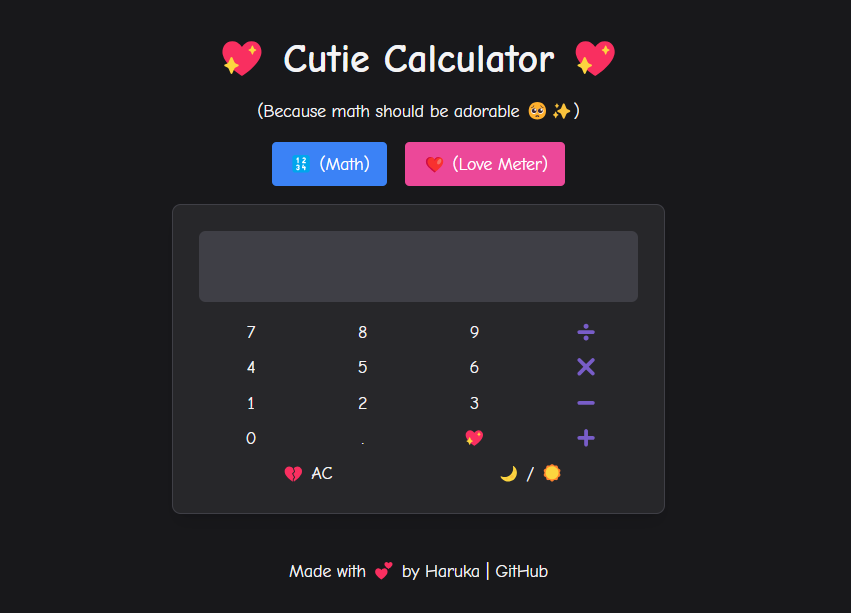 💖 Cutie Calculator 💖
(Because math should be adorable 🥺✨)
🔢 (Math) ❤️ (Love Meter)
7 8 9 ➗
4 5 6 ✖️
1 2 3 ➖
0 . 💖 ➕
💔 AC 🌙 / 🌞
Made with 💕 by Haruka | GitHub